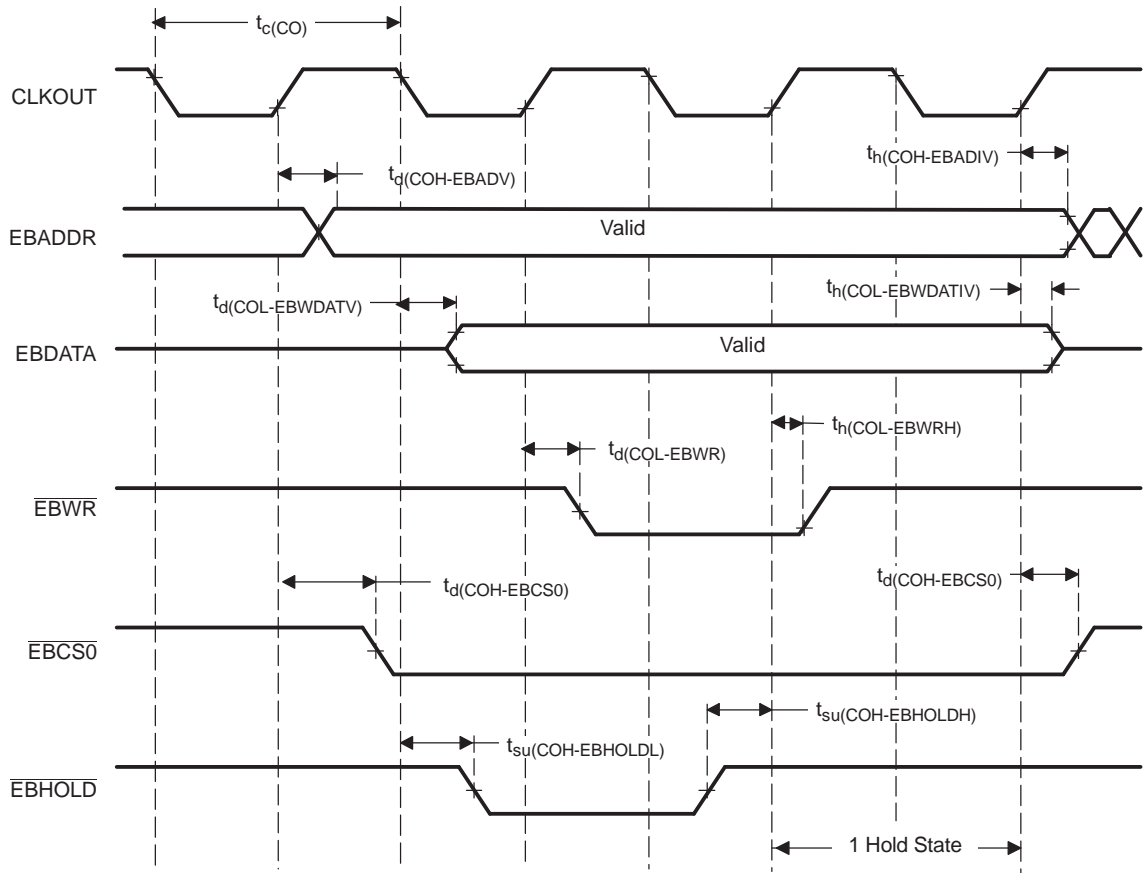 tc(CO)
CLKOUT
th(COH-EBADIV)
td(COH-EBADV)
EBADDR
Valid
td(COL-EBWDATV)
th(COL-EBWDATIV)
EBDATA
Valid
th(COL-EBWRH)
td(COL-EBWR)
EBWR
td(COH-EBCS0)
td(COH-EBCS0)
EBCS0
tsu(COH-EBHOLDH)
tsu(COH-EBHOLDL)
EBHOLD
1 Hold State